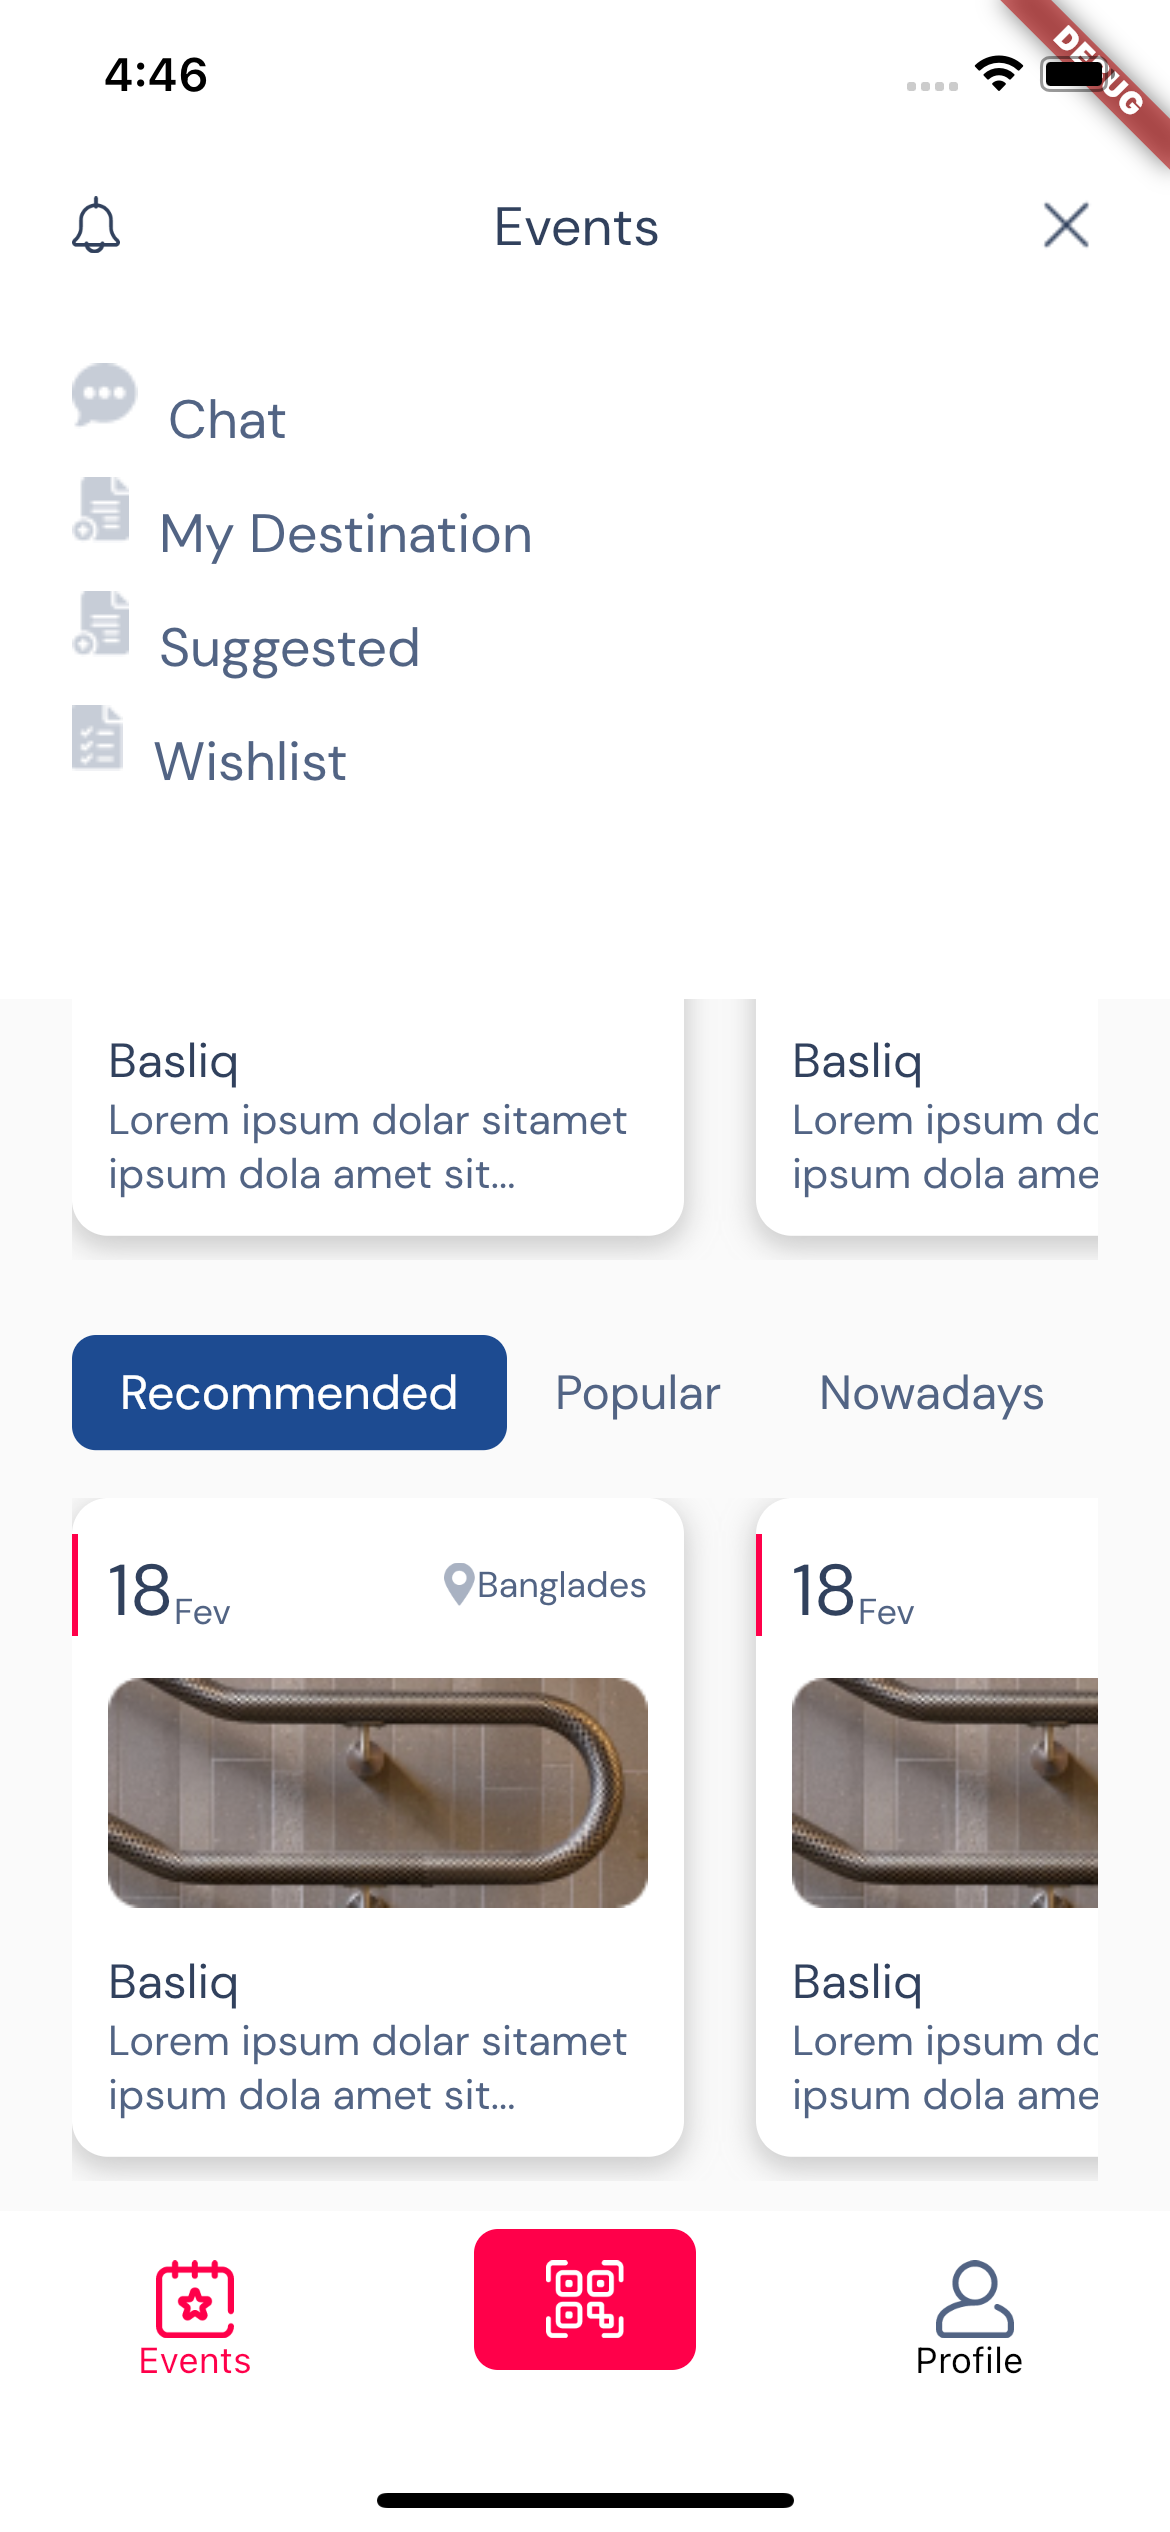 4:46
DEBUG
Events
Chat
My Destination
Suggested
Wishlist
Basliq
Lorem ipsum dolar sitamet
ipsum dola amet sit...
Basliq
Lorem ipsum do
ipsum dola ame
Recommended
Popular
Nowadays
18 Fev
Banglades
18 Fev
Basliq
Lorem ipsum dolar sitamet
ipsum dola amet sit...
Basliq
Lorem ipsum do
ipsum dola ame
Events
Profile